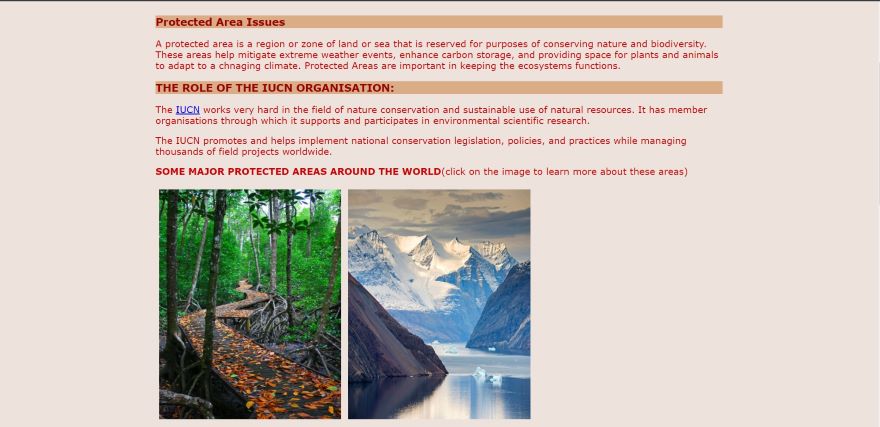 Protected Area Issues
A protected area is a region or zone of land or sea that is reserved for purposes of conserving nature and biodiversity.
These areas help mitigate extreme weather events, enhance carbon storage, and providing space for plants and animals
to adapt to a chnaging climate. Protected Areas are important in keeping the ecosystems functions.
THE ROLE OF THE IUCN ORGANISATION:
The IUCN works very hard in the field of nature conservation and sustainable use of natural resources. It has member
organisations through which it supports and participates in environmental scientific research.
The IUCN promotes and helps implement national conservation legislation, policies, and practices while managing
thousands of field projects worldwide.
SOME MAJOR PROTECTED AREAS AROUND THE WORLD(click on the image to learn more about these areas)